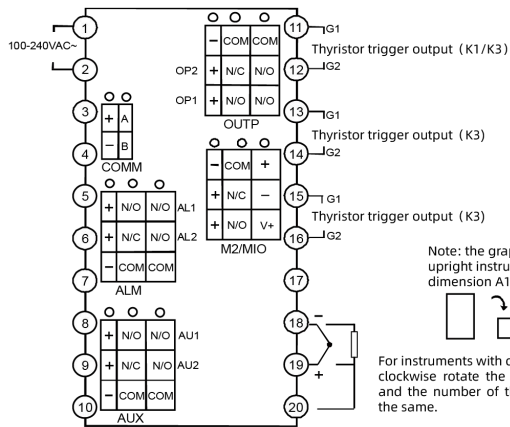 100-240VAC~
1
2
3
4
5
6
7
8
9
10
11
12
13
14
15
16
17
18
19
20
− COM COM
OP2 + N/C N/O
OP1 + N/O N/O
OUTP
+ A
− B
COMM
− COM +
+ N/C −
+ N/O V+
M2/MIO
+ N/O N/O AL1
+ N/C N/O AL2
− COM COM
ALM
+ N/O N/O AU1
+ N/C N/O AU2
− COM COM
AUX
G1
Thyristor trigger output（K1/K3）
G2
G1
Thyristor trigger output（K3）
G2
G1
Thyristor trigger output（K3）
G2
−
+
Note: the
upright instru
dimension A1
For instruments with
clockwise rotate the
and the number of
the same.